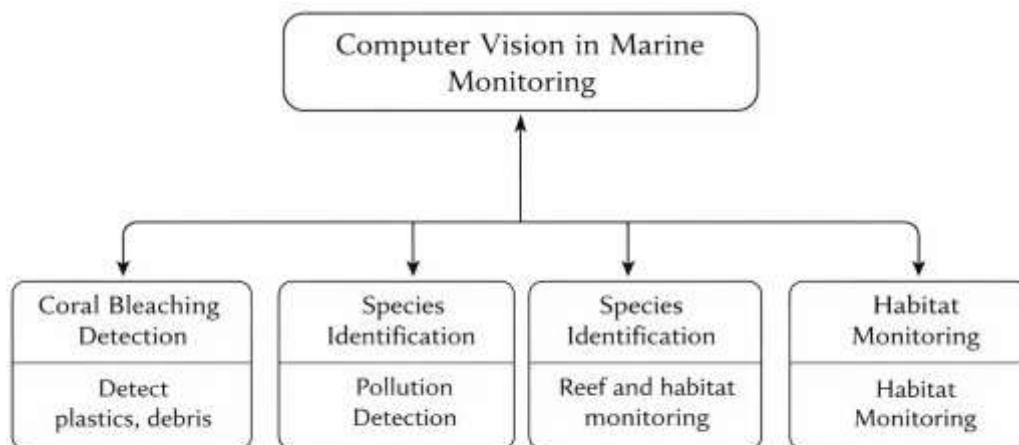 Computer Vision in Marine
Monitoring
Coral Bleaching
Detection
Detect
plastics, debris
Species
Identification
Pollution
Detection
Species
Identification
Reef and habitat
monitoring
Habitat
Monitoring
Habitat
Monitoring